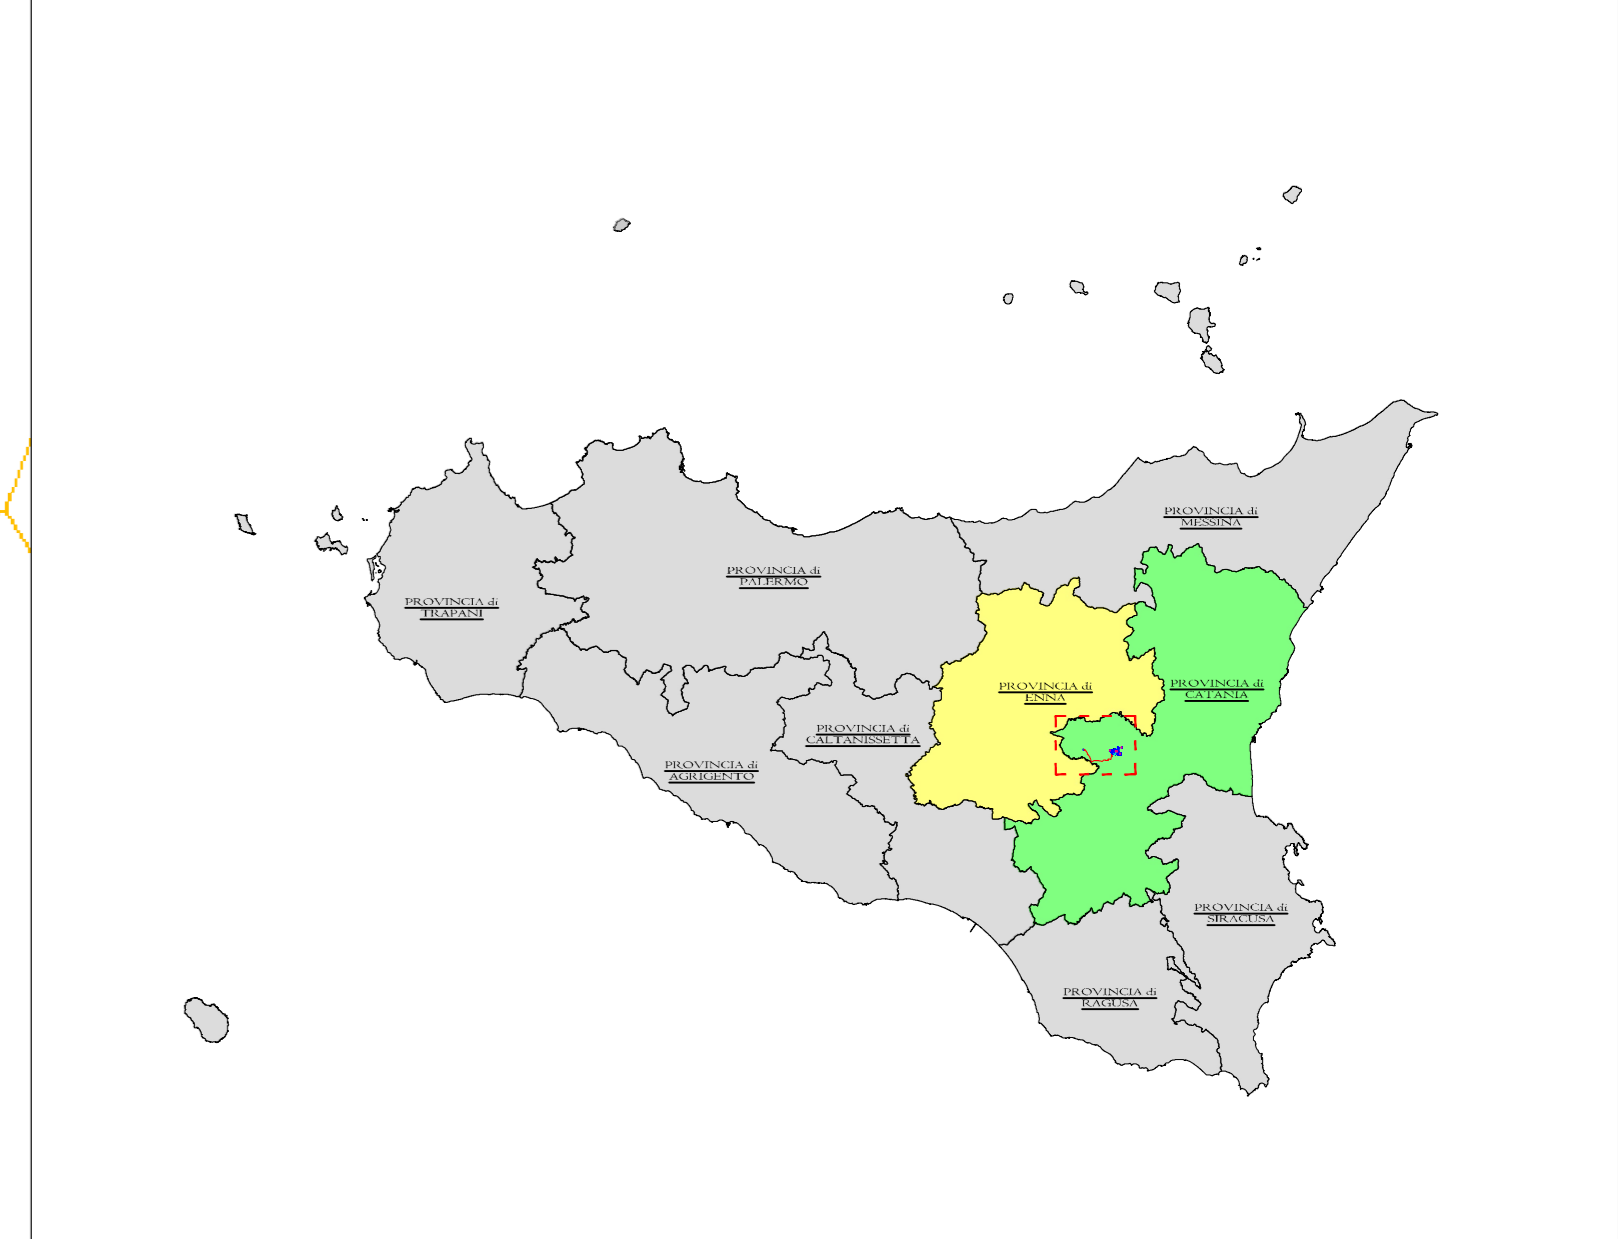 PROVINCIA di
MESSINA
PROVINCIA di
PALERMO
PROVINCIA di
TRAPANI
PROVINCIA di
ENNA
PROVINCIA di
CATANIA
PROVINCIA di
CALTANISSETTA
PROVINCIA di
AGRIGENTO
PROVINCIA di
SIRACUSA
PROVINCIA di
RAGUSA